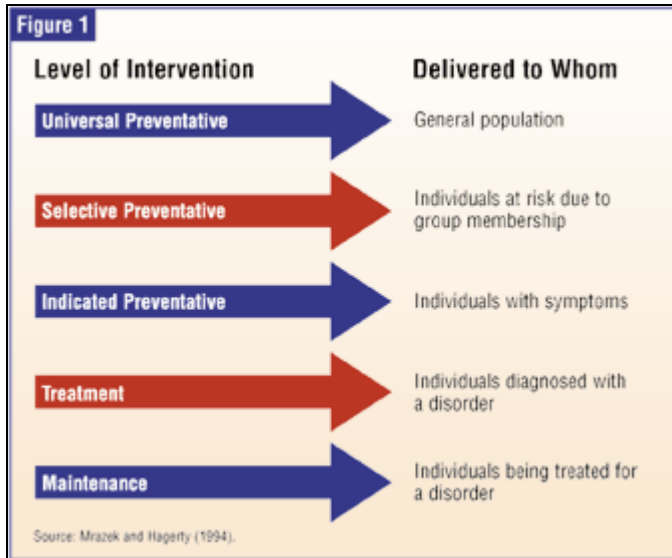 Figure 1
Level of Intervention Delivered to Whom
Universal Preventative General population
Selective Preventative Individuals at risk due to
group membership
Indicated Preventative Individuals with symptoms
Treatment Individuals diagnosed with
a disorder
Maintenance Individuals being treated for
a disorder
Source: Mrazek and Hagerty (1994).